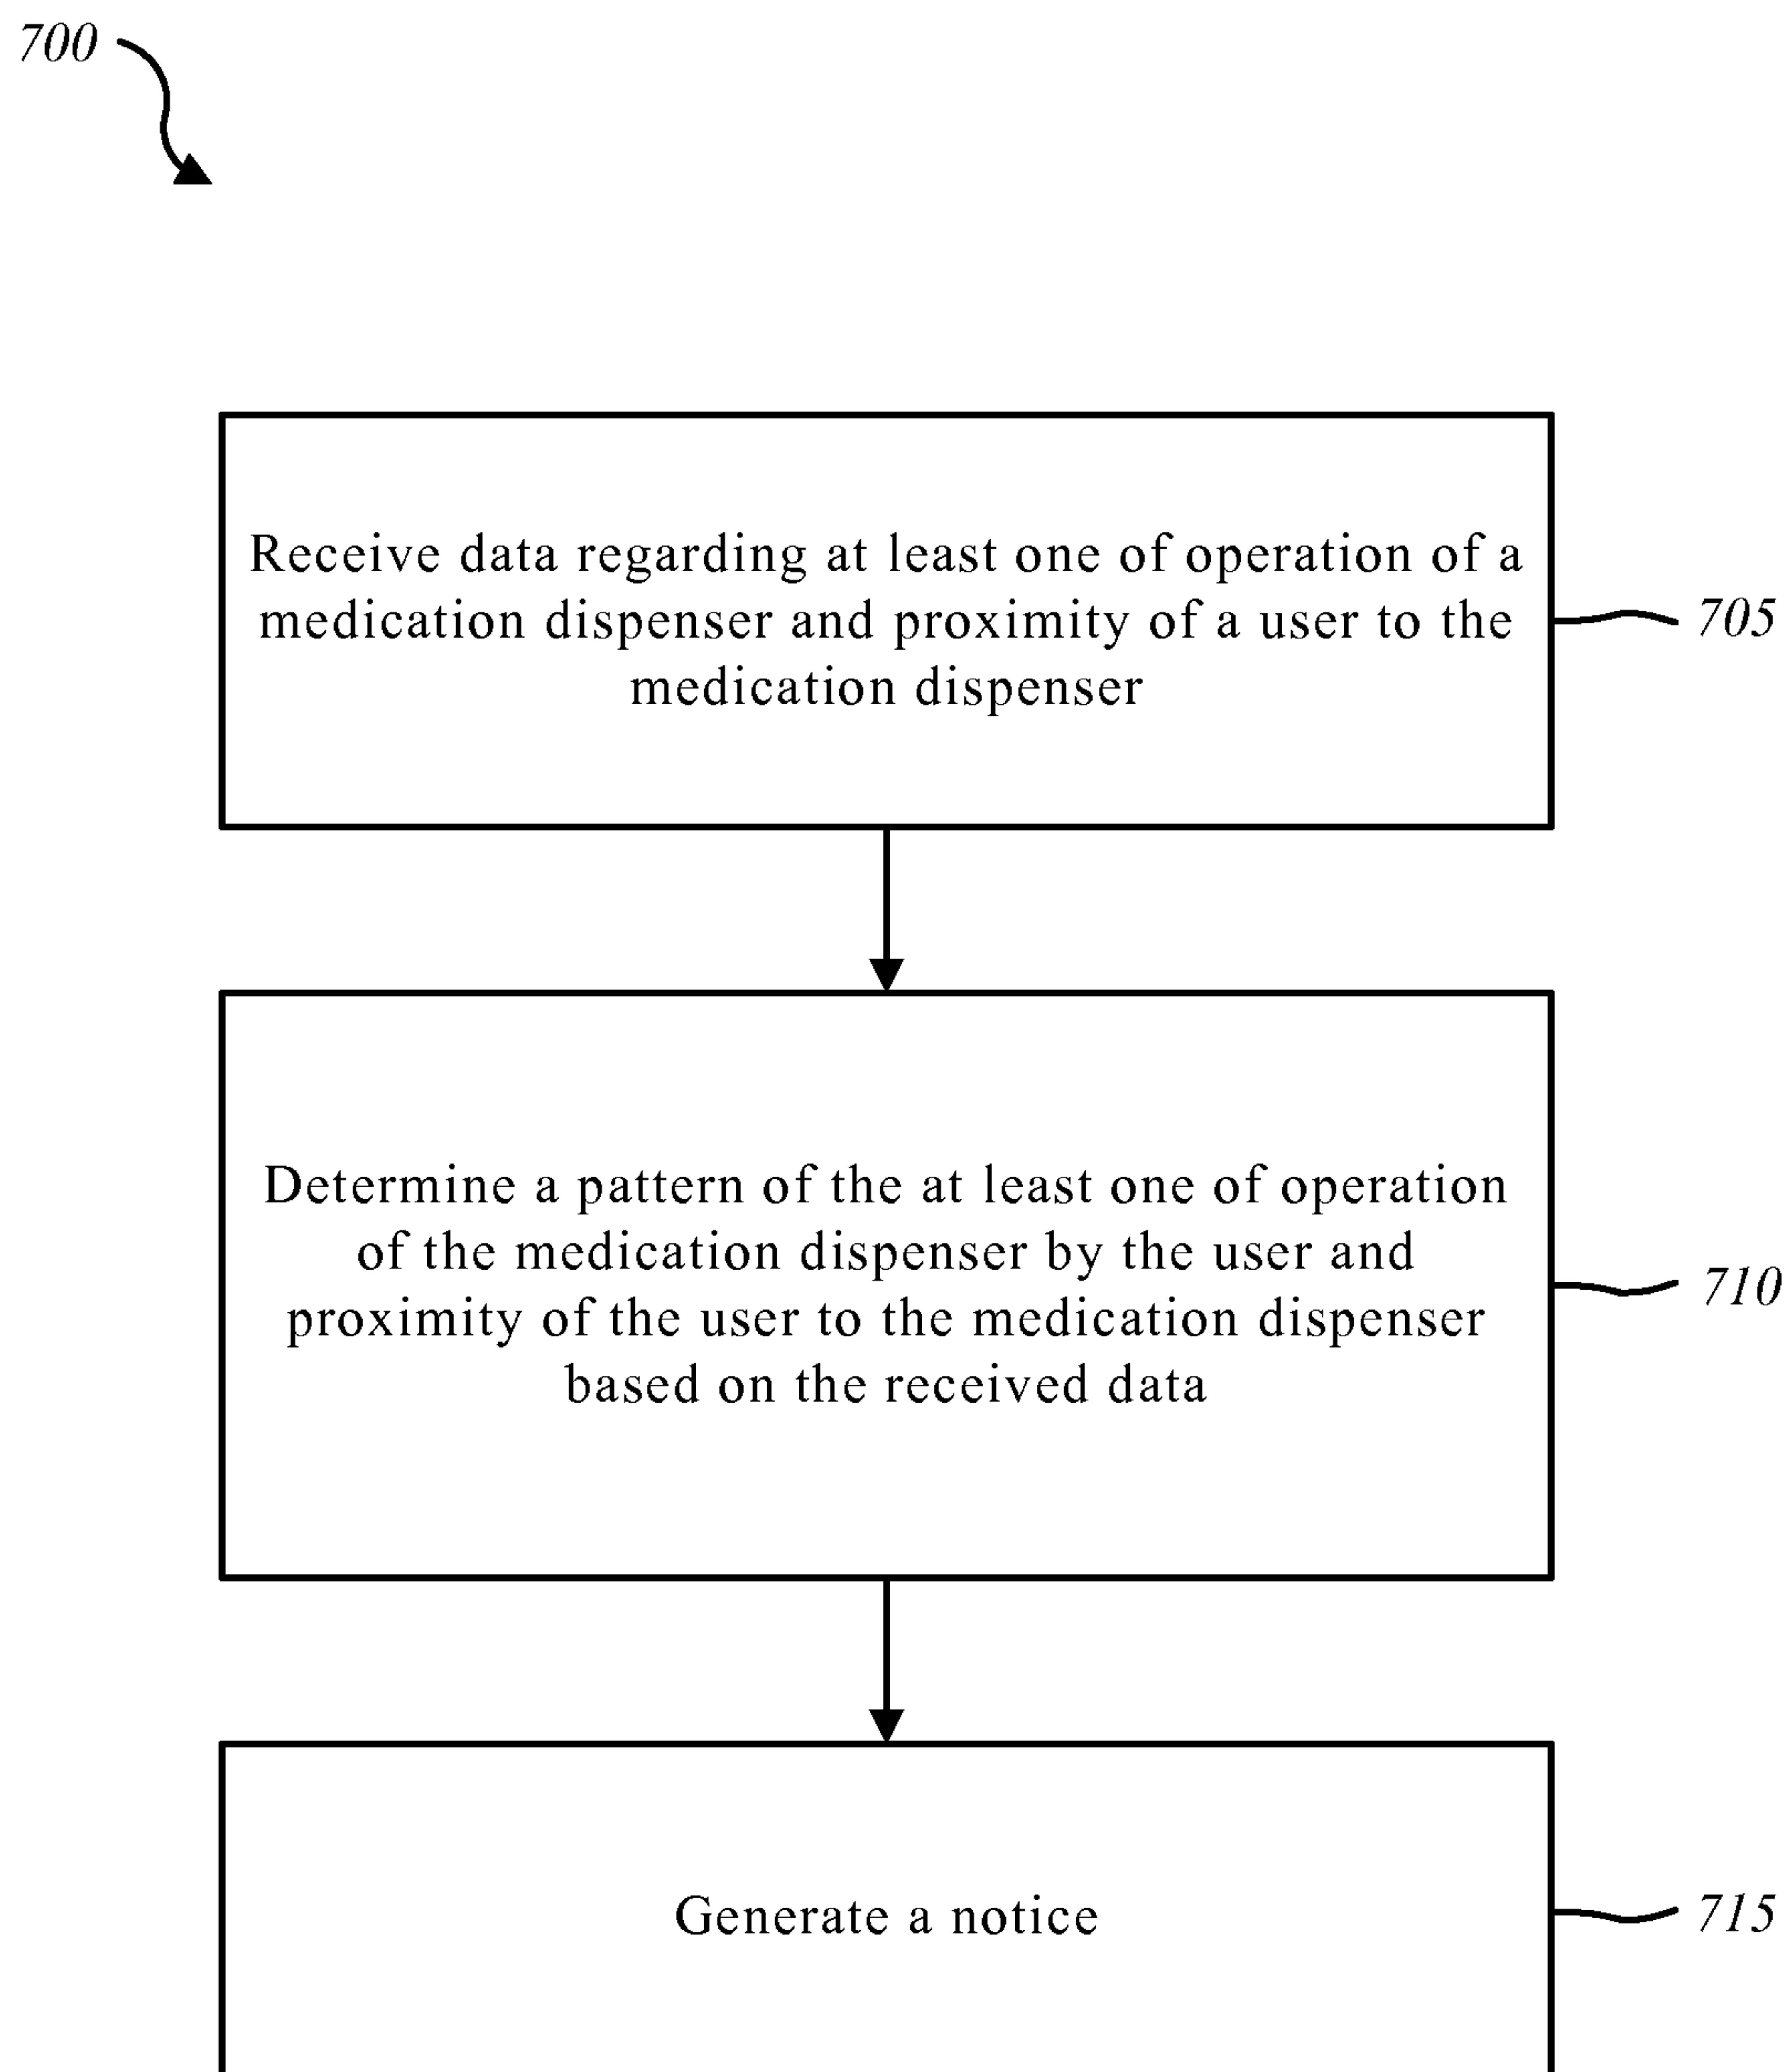 700
Receive data regarding at least one of operation of a
medication dispenser and proximity of a user to the
medication dispenser
705
Determine a pattern of the at least one of operation
of the medication dispenser by the user and
proximity of the user to the medication dispenser
based on the received data
710
Generate a notice
715